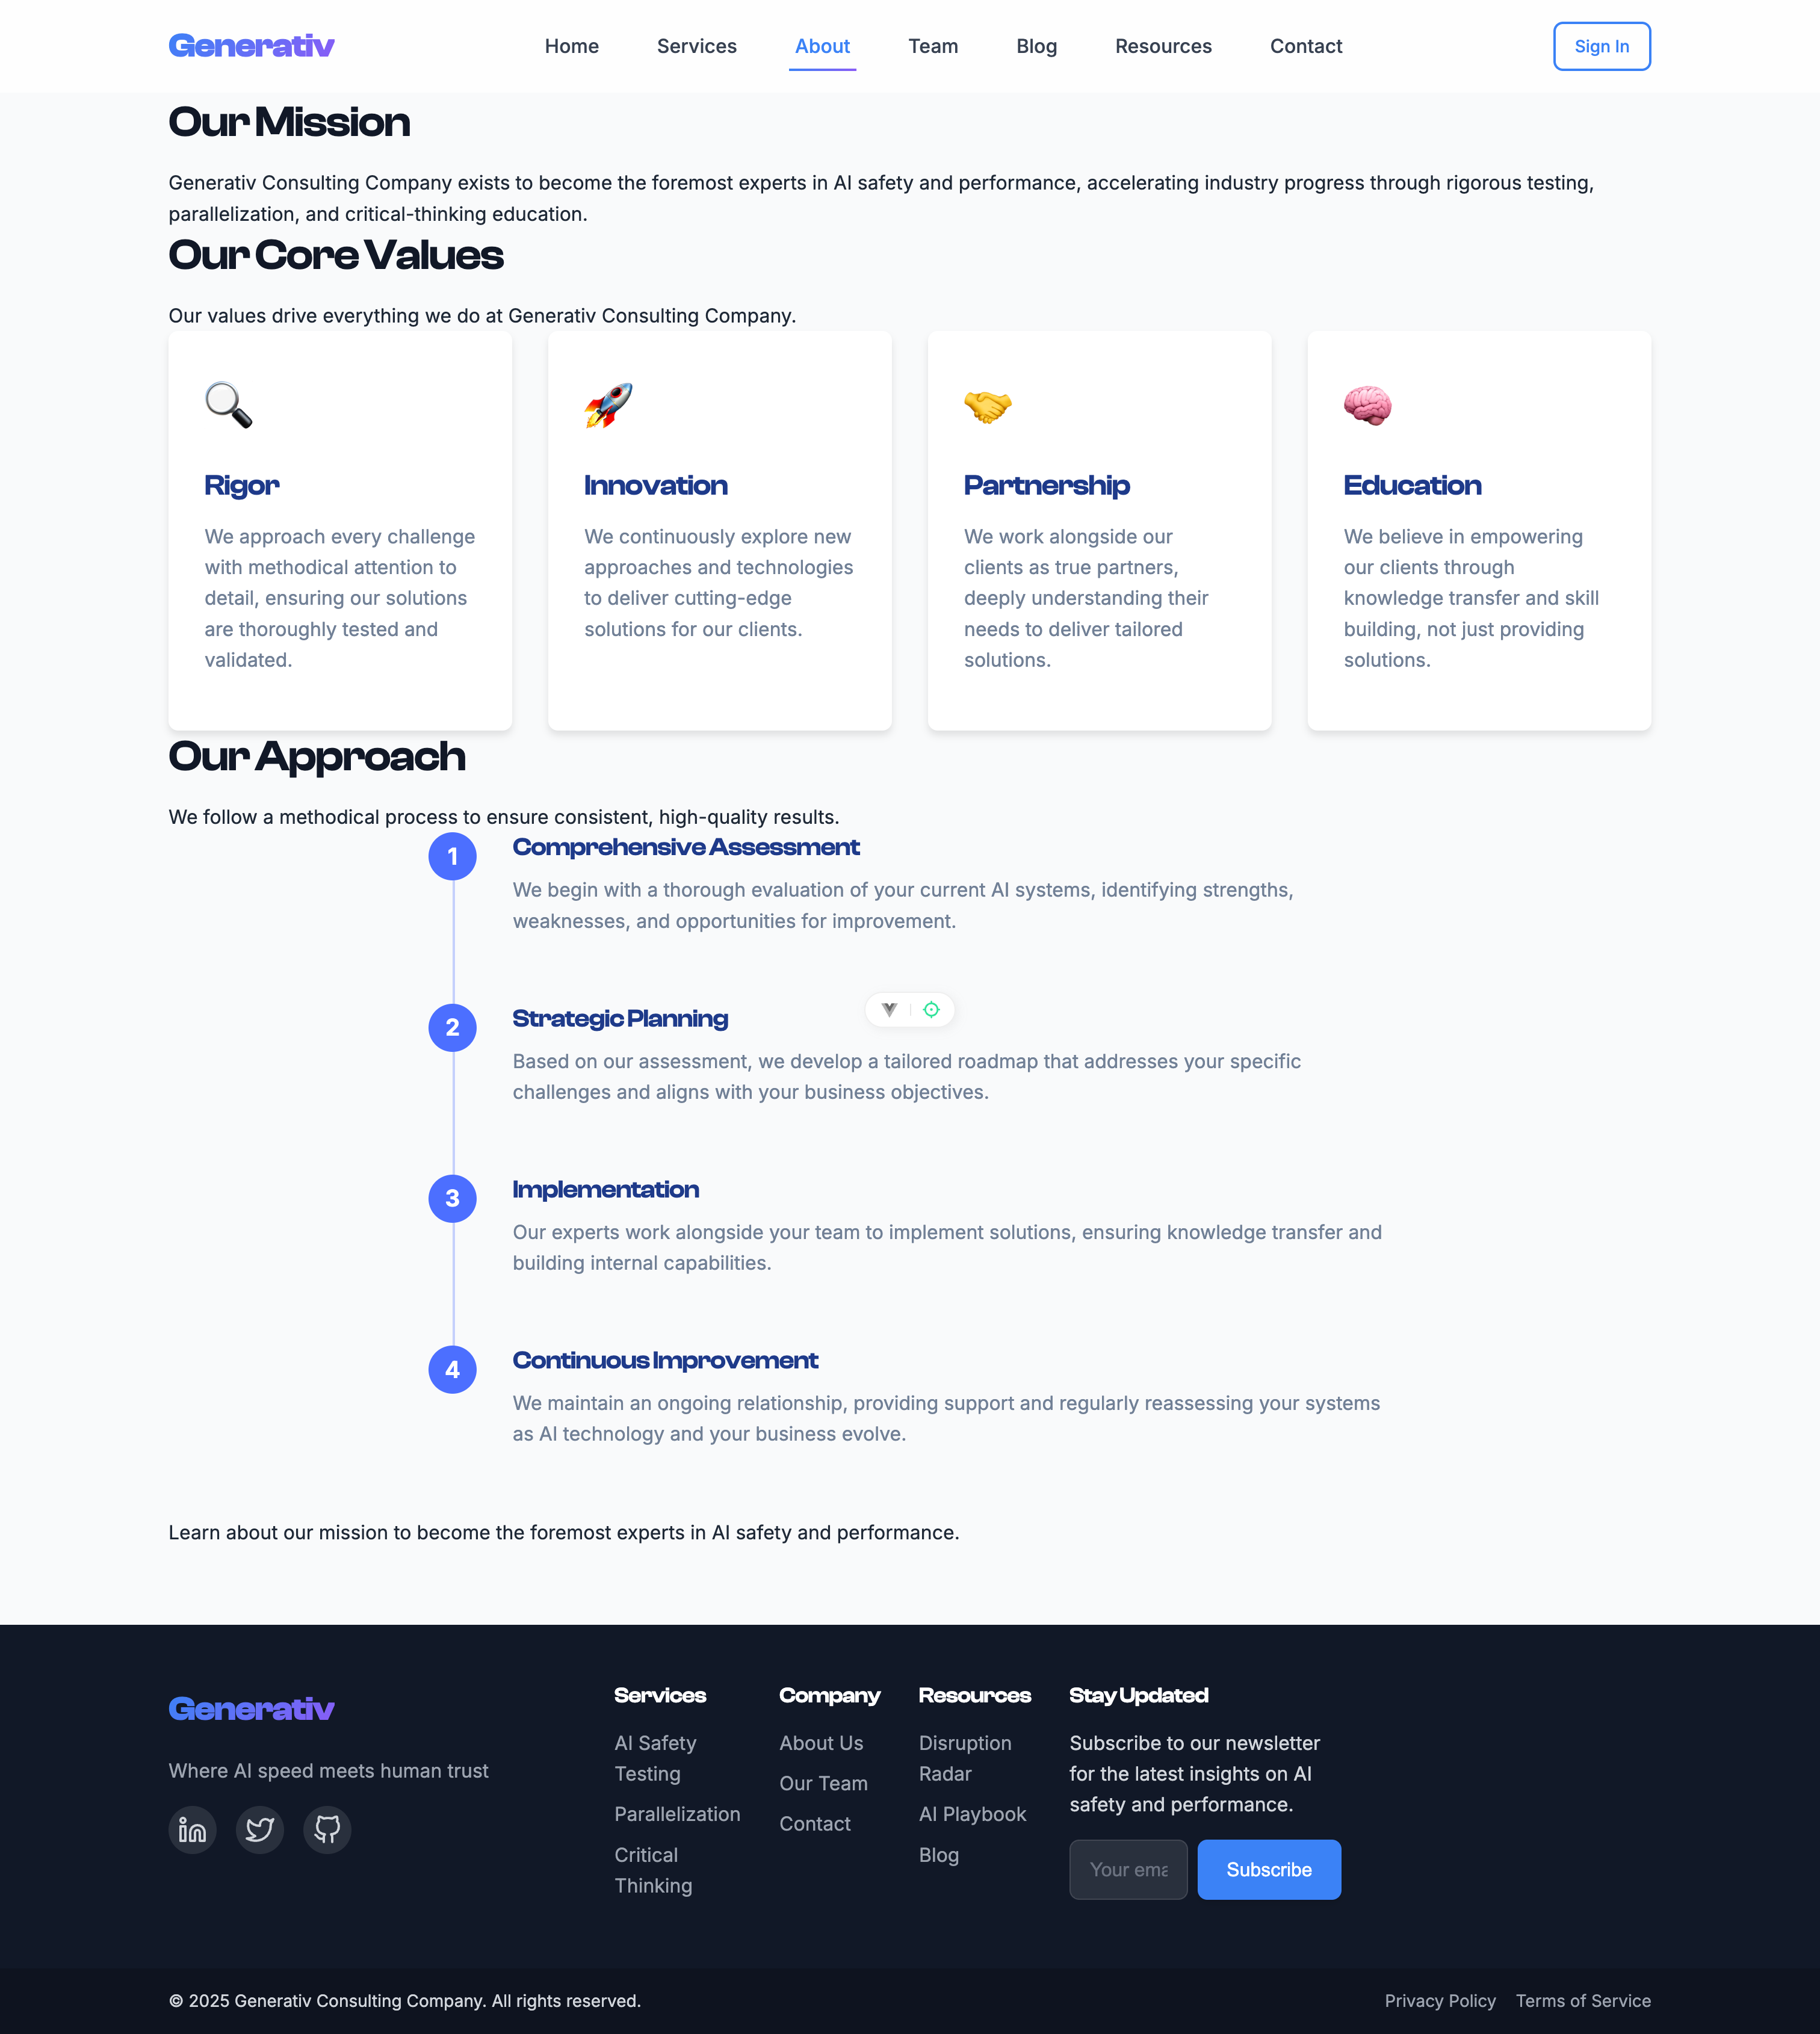 Generativ
Home
Services
About
Team
Blog
Resources
Contact
Sign In
Our Mission
Generativ Consulting Company exists to become the foremost experts in AI safety and performance, accelerating industry progress through rigorous testing,
parallelization, and critical-thinking education.
Our Core Values
Our values drive everything we do at Generativ Consulting Company.
Rigor
We approach every challenge
with methodical attention to
detail, ensuring our solutions
are thoroughly tested and
validated.
Innovation
We continuously explore new
approaches and technologies
to deliver cutting-edge
solutions for our clients.
Partnership
We work alongside our
clients as true partners,
deeply understanding their
needs to deliver tailored
solutions.
Education
We believe in empowering
our clients through
knowledge transfer and skill
building, not just providing
solutions.
Our Approach
We follow a methodical process to ensure consistent, high-quality results.
1
Comprehensive Assessment
We begin with a thorough evaluation of your current AI systems, identifying strengths,
weaknesses, and opportunities for improvement.
2
Strategic Planning
Based on our assessment, we develop a tailored roadmap that addresses your specific
challenges and aligns with your business objectives.
3
Implementation
Our experts work alongside your team to implement solutions, ensuring knowledge transfer and
building internal capabilities.
4
Continuous Improvement
We maintain an ongoing relationship, providing support and regularly reassessing your systems
as AI technology and your business evolve.
Learn about our mission to become the foremost experts in AI safety and performance.
Generativ
Where AI speed meets human trust
Services
AI Safety
Testing
Parallelization
Critical
Thinking
Company
About Us
Our Team
Contact
Resources
Disruption
Radar
AI Playbook
Blog
Stay Updated
Subscribe to our newsletter
for the latest insights on AI
safety and performance.
Your ema
Subscribe
© 2025 Generativ Consulting Company. All rights reserved.
Privacy Policy
Terms of Service